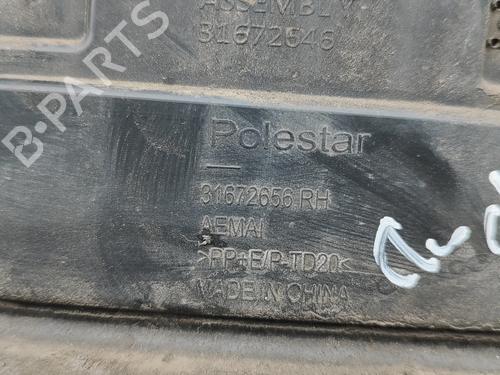 ASSEMBLY
31672646
B-PARTS
Polestar
31672656 RH
AEMAI
>PP+E/P-TD20<
MADE IN CHINA